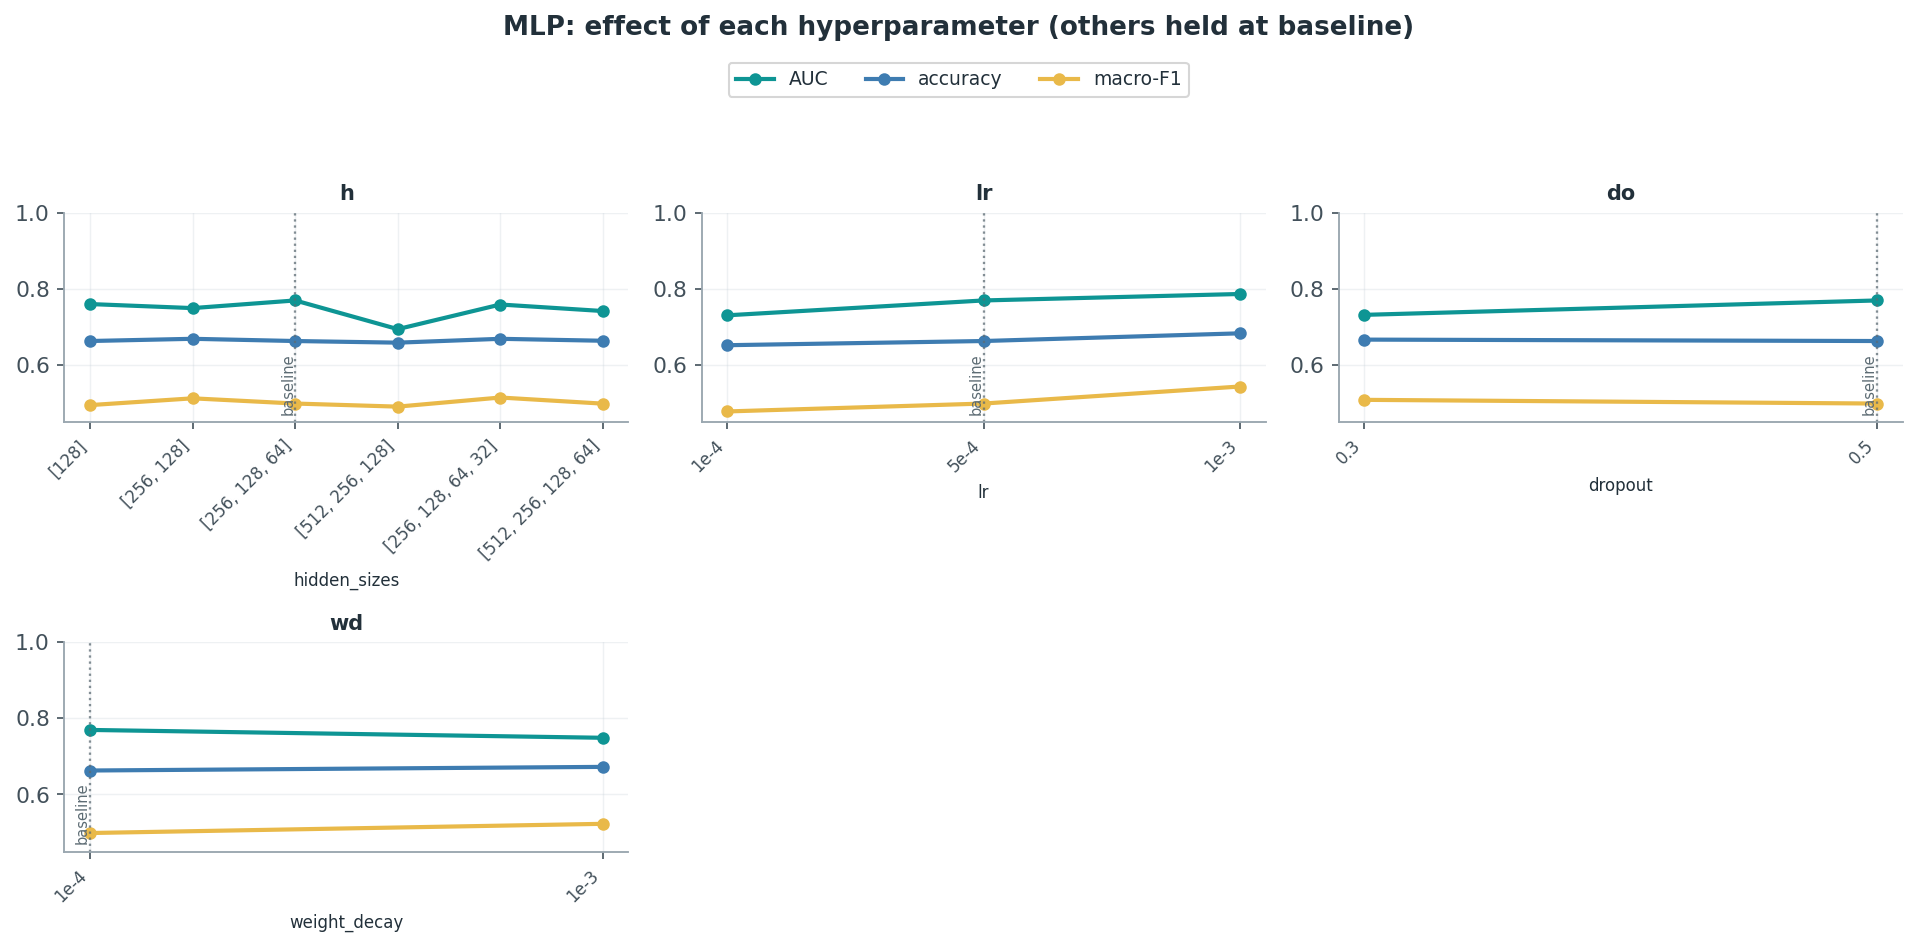 MLP: effect of each hyperparameter (others held at baseline)
AUC accuracy macro-F1
h
1.0
0.8
0.6
baseline
[128]
[256, 128]
[256, 128, 64]
[512, 256, 128]
[256, 128, 64, 32]
[512, 256, 128, 64]
hidden_sizes
lr
1.0
0.8
0.6
baseline
1e-4
5e-4
1e-3
lr
do
1.0
0.8
0.6
baseline
0.3
0.5
dropout
wd
1.0
0.8
0.6
baseline
1e-4
1e-3
weight_decay